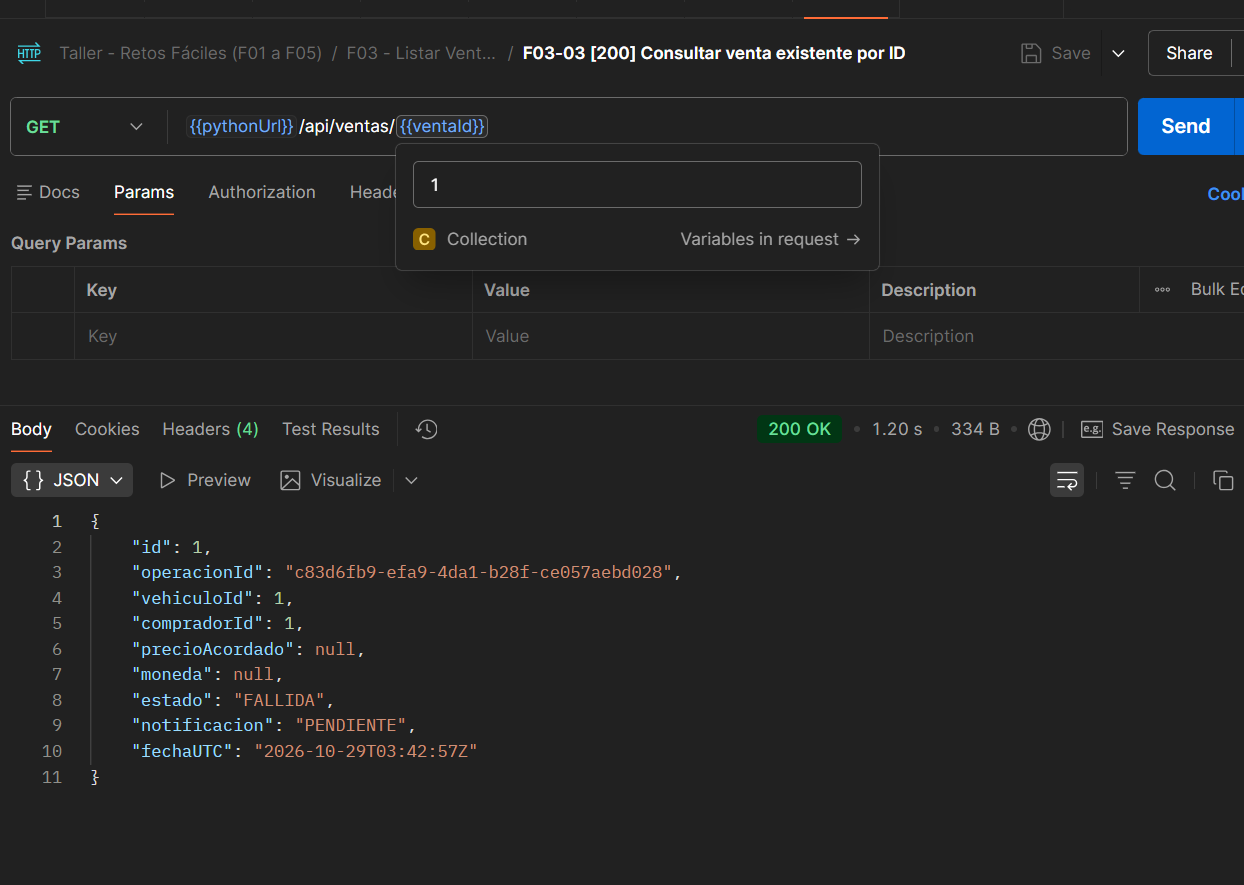 HTTP Taller - Retos Fáciles (F01 a F05) / F03 - Listar Vent... / F03-03 [200] Consultar venta existente por ID Save Share
GET {{pythonUrl}} /api/ventas/ {{ventaId}} Send
1
C Collection Variables in request →
Docs Params Authorization Heade Cool
Query Params
Key Value Description Bulk Ed
Key Value Description
Body Cookies Headers (4) Test Results 200 OK • 1.20 s • 334 B • e.g. Save Response
{} JSON Preview Visualize
1 {
2 "id": 1,
3 "operacionId": "c83d6fb9-efa9-4da1-b28f-ce057aebd028",
4 "vehiculoId": 1,
5 "compradorId": 1,
6 "precioAcordado": null,
7 "moneda": null,
8 "estado": "FALLIDA",
9 "notificacion": "PENDIENTE",
10 "fechaUTC": "2026-10-29T03:42:57Z"
11 }